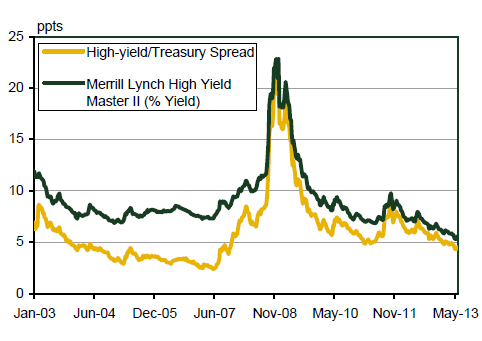 ppts
25
High-yield/Treasury Spread
20
Merrill Lynch High Yield
Master II (% Yield)
15
10
5
0
Jan-03 Jun-04 Dec-05 Jun-07 Nov-08 May-10 Nov-11 May-13